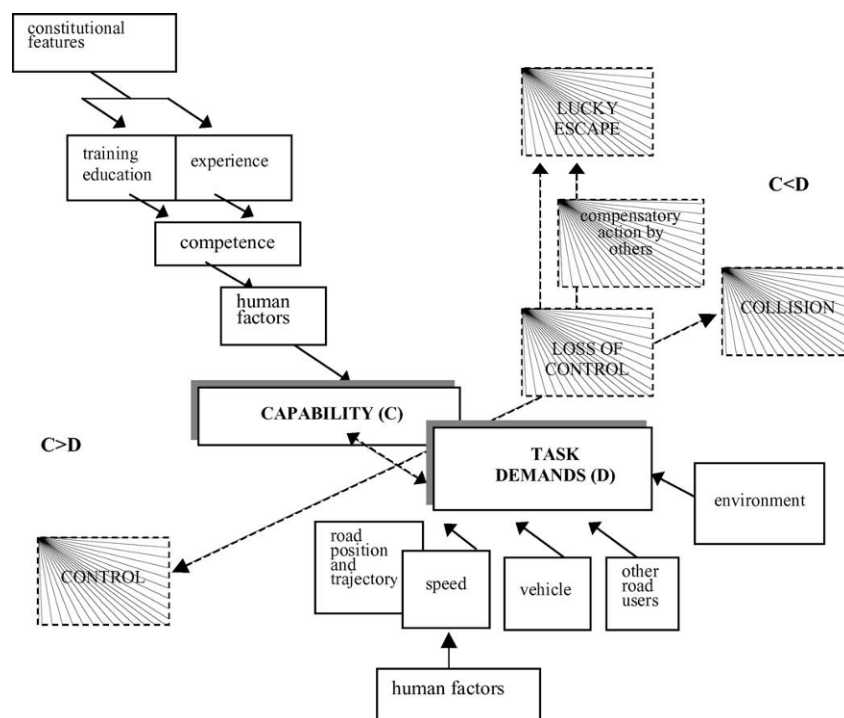 constitutional
features
training
education
experience
competence
human
factors
CAPABILITY (C)
C>D
LUCKY
ESCAPE
C<D
compensatory
action by
others
COLLISION
LOSS OF
CONTROL
TASK
DEMANDS (D)
environment
CONTROL
road
position
and
trajectory
speed
vehicle
other
road
users
human factors